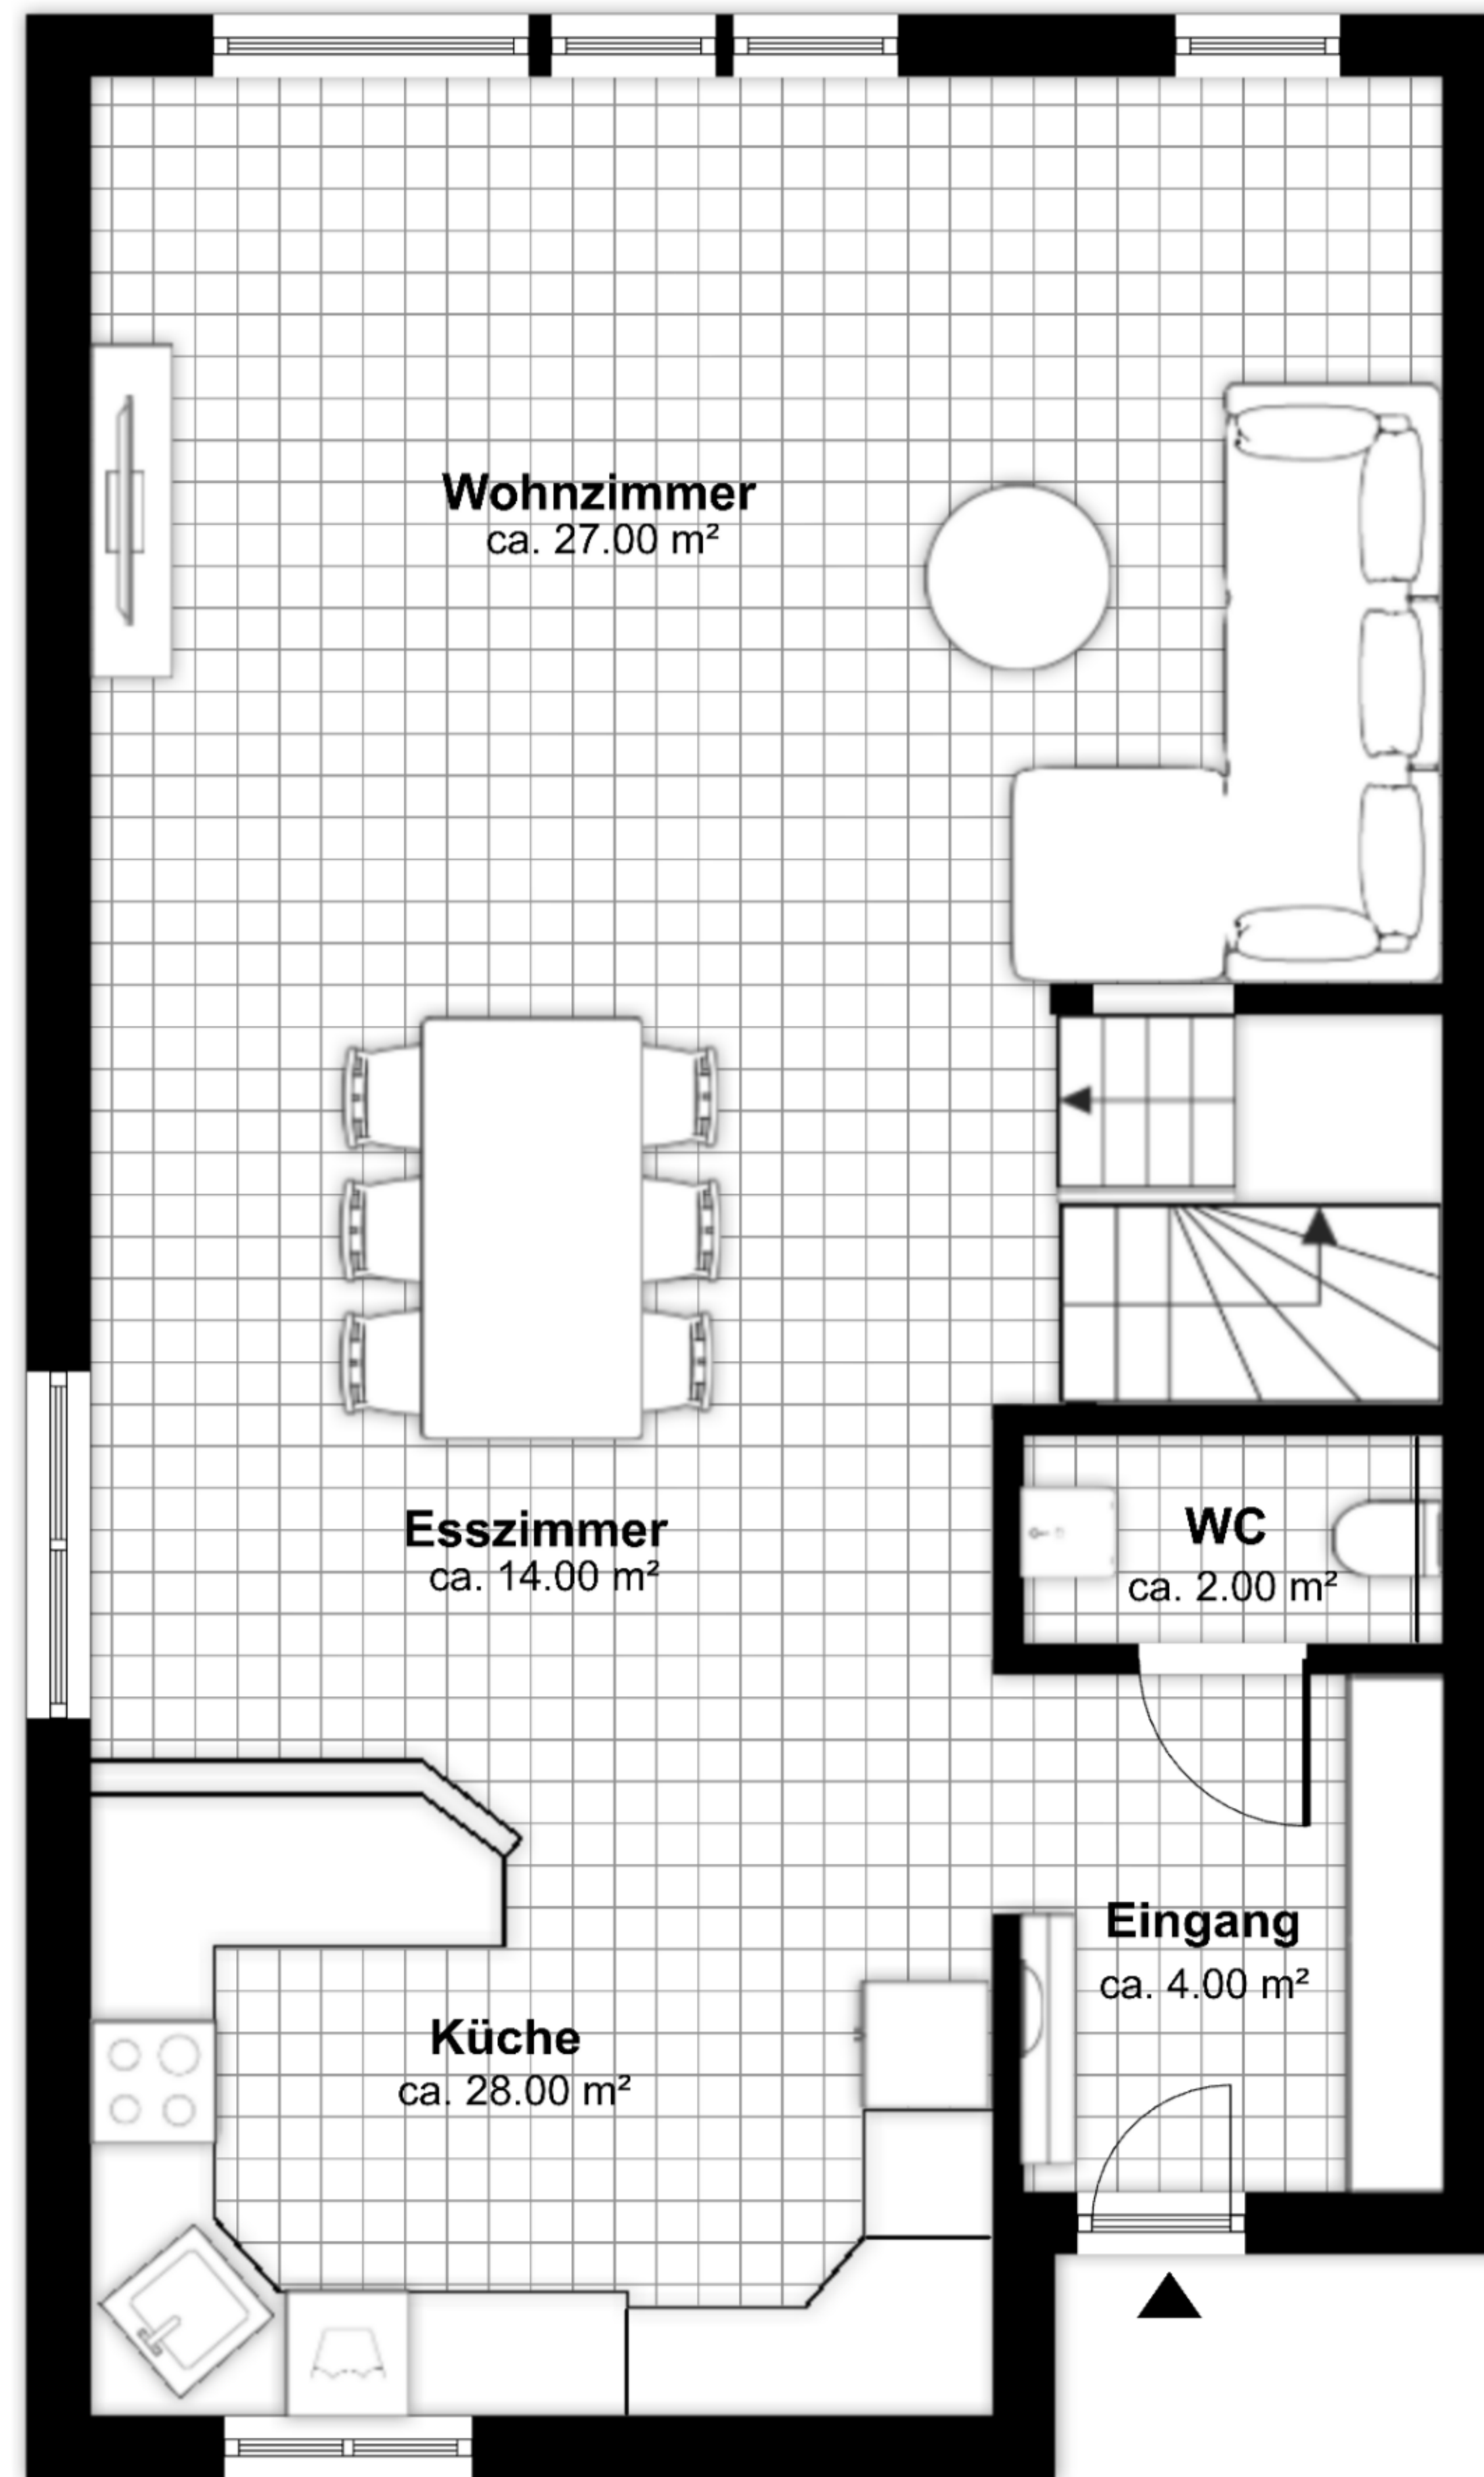 Wohnzimmer
ca. 27.00 m²
Esszimmer
ca. 14.00 m²
WC
ca. 2.00 m²
Eingang
ca. 4.00 m²
Küche
ca. 28.00 m²